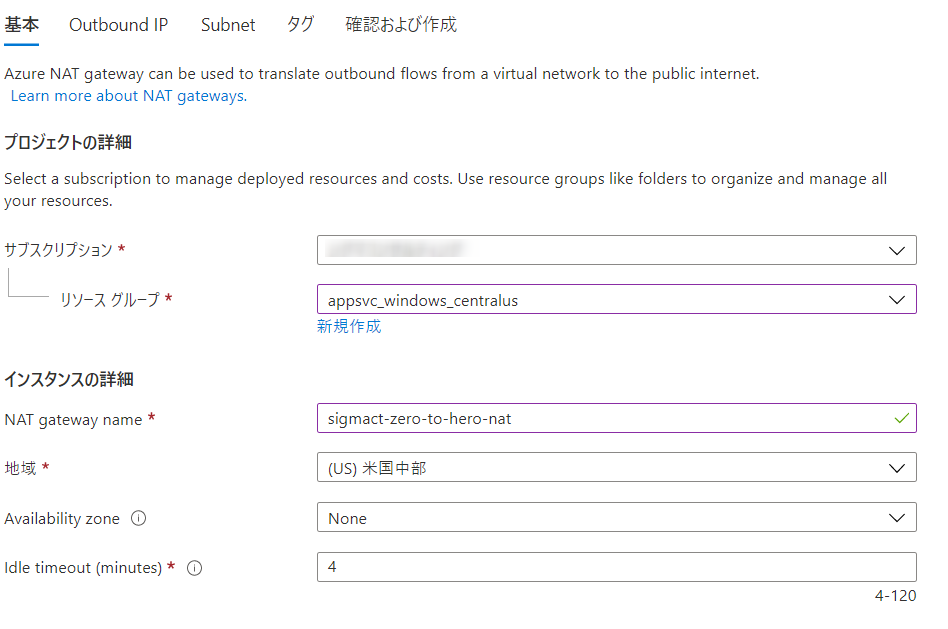 基本 Outbound IP Subnet タグ 確認および作成
Azure NAT gateway can be used to translate outbound flows from a virtual network to the public internet.
Learn more about NAT gateways.
プロジェクトの詳細
Select a subscription to manage deployed resources and costs. Use resource groups like folders to organize and manage all
your resources.
サブスクリプション *
リソース グループ * appsvc_windows_centralus
新規作成
インスタンスの詳細
NAT gateway name * sigmact-zero-to-hero-nat
地域 * (US) 米国中部
Availability zone None
Idle timeout (minutes) * 4
4-120